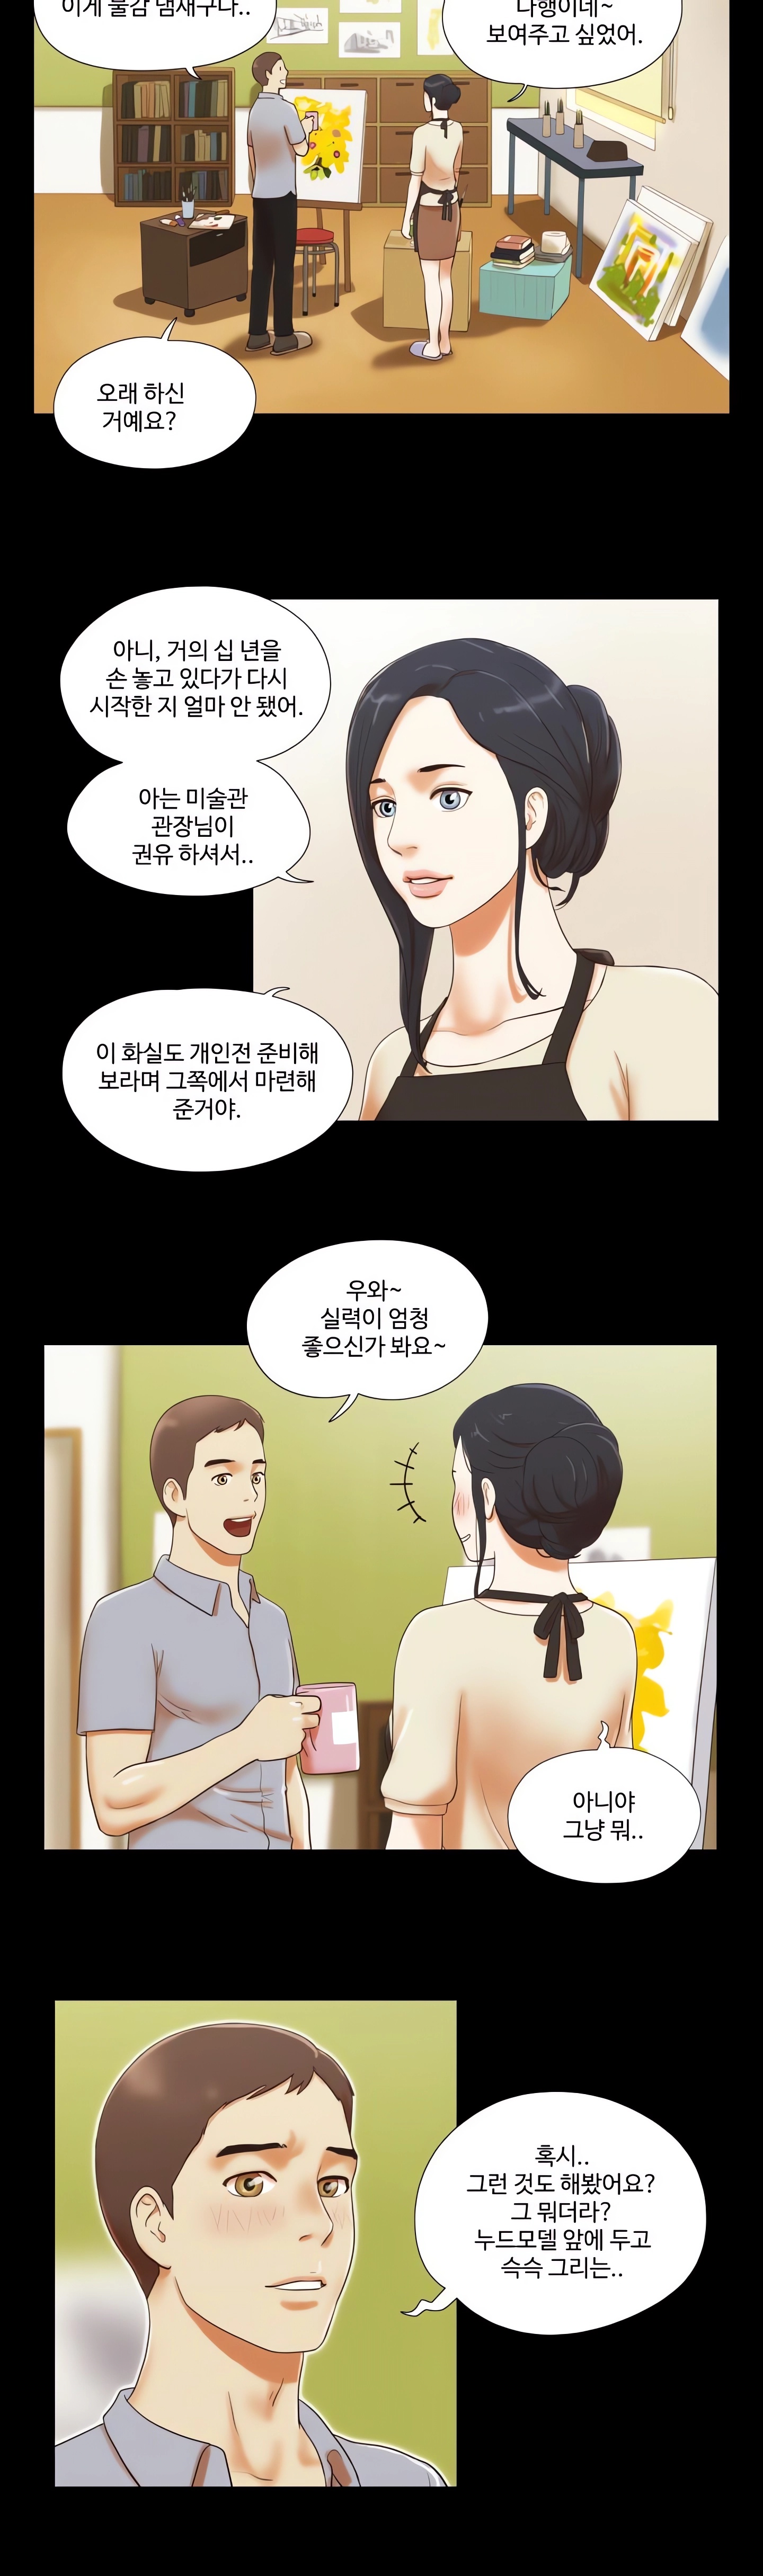 이게 물감 냄새구나..
다행이네~
보여주고 싶었어.
오래 하신
거예요?
아니, 거의 십 년을
손 놓고 있다가 다시
시작한 지 얼마 안 됐어.
아는 미술관
관장님이
권유 하셔서..
이 화실도 개인전 준비해
보라며 그쪽에서 마련해
준거야.
우와~
실력이 엄청
좋으신가 봐요~
아니야
그냥 뭐..
혹시..
그런 것도 해봤어요?
그 뭐더라?
누드모델 앞에 두고
슥슥 그리는..